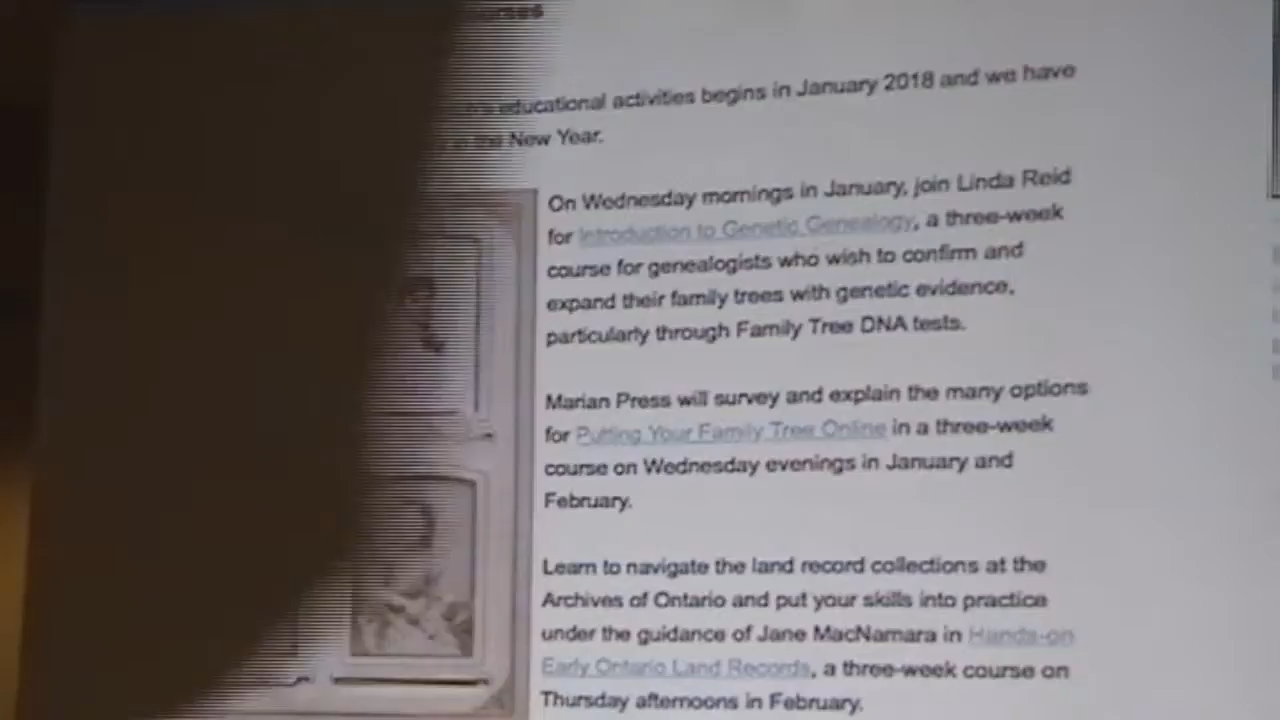 educational activities begins in January 2018 and we have
the New Year.
On Wednesday mornings in January, join Linda Reid
for Introduction to Genetic Genealogy, a three-week
course for genealogists who wish to confirm and
expand their family trees with genetic evidence,
particularly through Family Tree DNA tests.
Marian Press will survey and explain the many options
for Putting Your Family Tree Online in a three-week
course on Wednesday evenings in January and
February.
Learn to navigate the land record collections at the
Archives of Ontario and put your skills into practice
under the guidance of Jane MacNamara in Hands-on
Early Ontario Land Records, a three-week course on
Thursday afternoons in February.